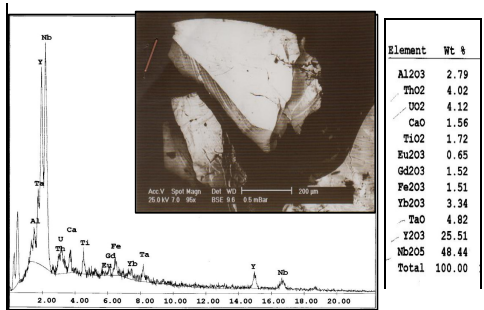 Nb
Y
Ta
Al
U
Th
Ca
Ti
Eu
Gd
Fe
Yb
Ta
Y
Nb
2.00 4.00 6.00 8.00 10.00 12.00 14.00 16.00 18.00 20.00
Acc.V Spot Magn Det WD 200 µm
25.0 kV 7.0 95x BSE 9.6 0.5 mBar
Element Wt %
Al2O3 2.79
ThO2 4.02
UO2 4.12
CaO 1.56
TiO2 1.72
Eu2O3 0.65
Gd2O3 1.52
Fe2O3 1.51
Yb2O3 3.34
TaO 4.82
Y2O3 25.51
Nb2O5 48.44
Total 100.00